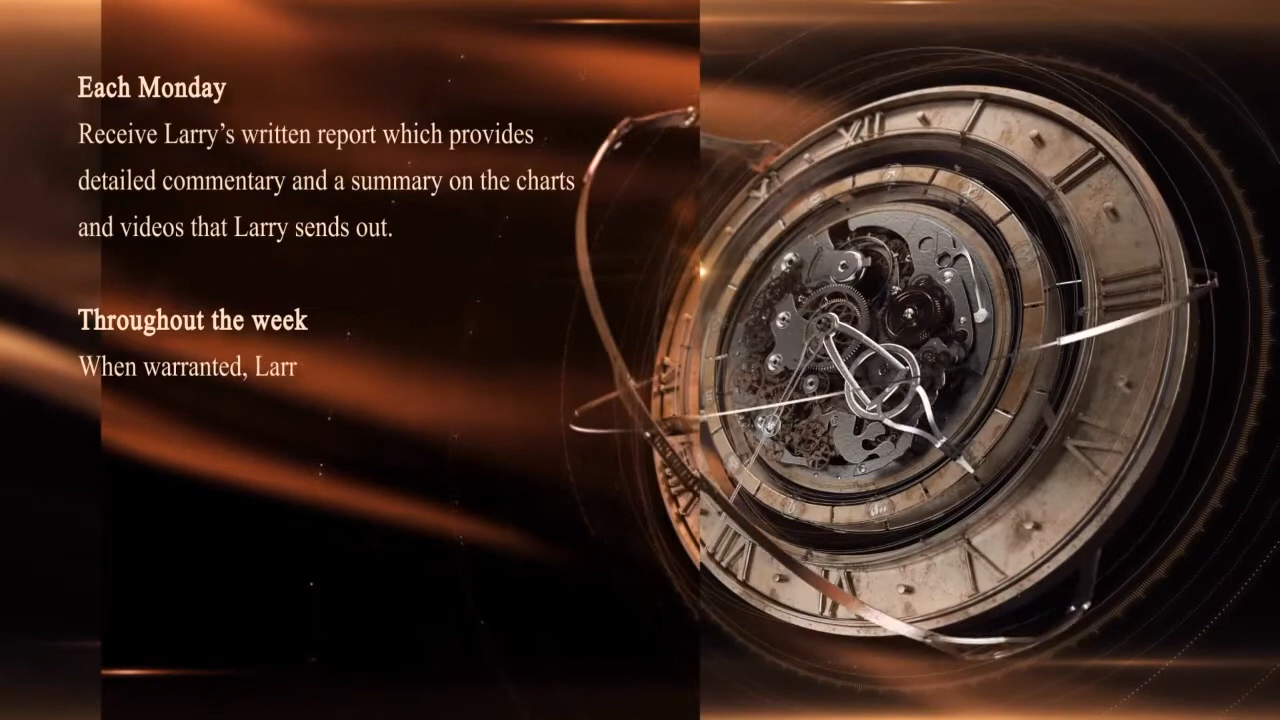 Each Monday
Receive Larry’s written report which provides
detailed commentary and a summary on the charts
and videos that Larry sends out.
Throughout the week
When warranted, Larr